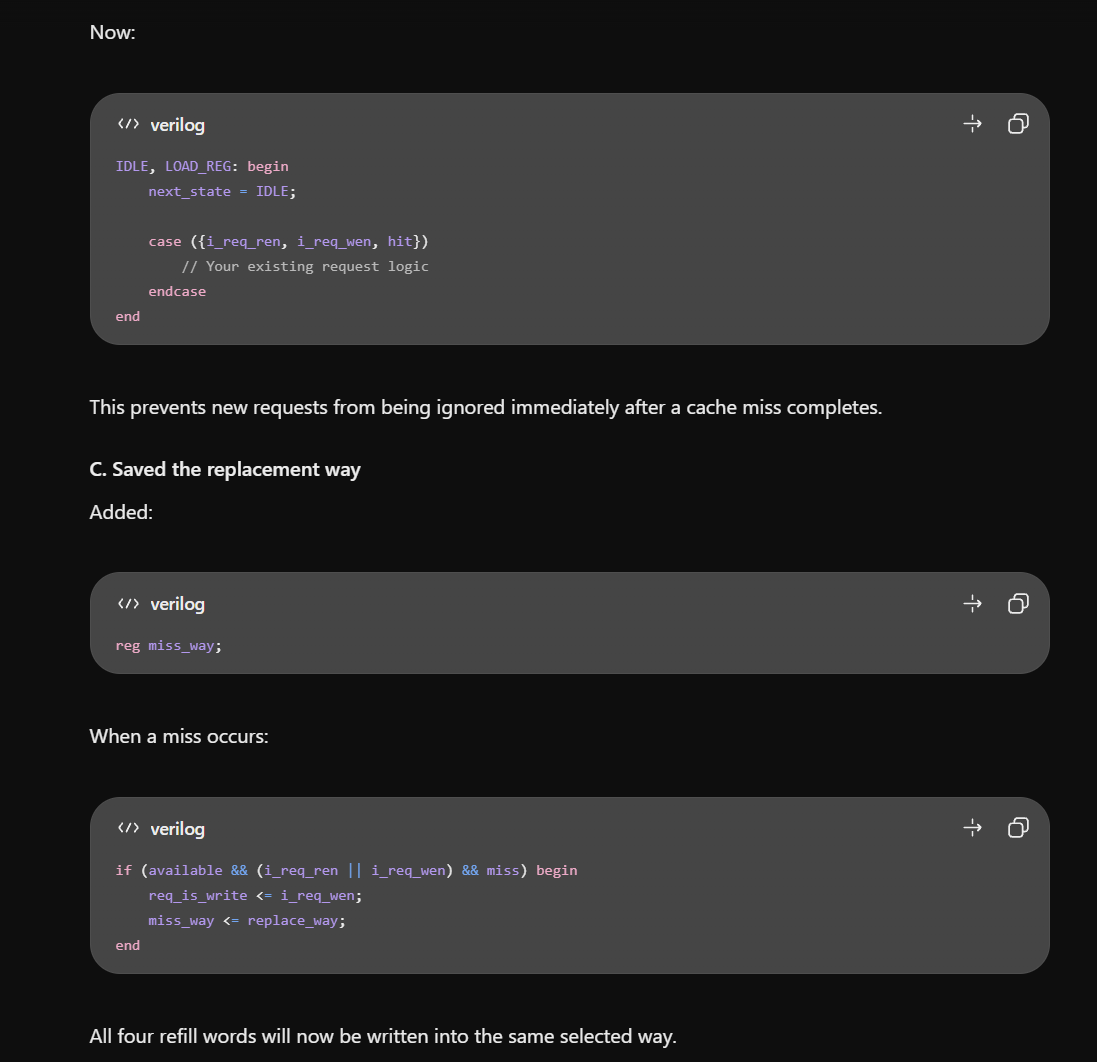 Now:
verilog
IDLE, LOAD_REG: begin
    next_state = IDLE;
    case ({i_req_ren, i_req_wen, hit})
        // Your existing request logic
    endcase
end
This prevents new requests from being ignored immediately after a cache miss completes.
C. Saved the replacement way
Added:
verilog
reg miss_way;
When a miss occurs:
verilog
if (available && (i_req_ren || i_req_wen) && miss) begin
    req_is_write <= i_req_wen;
    miss_way <= replace_way;
end
All four refill words will now be written into the same selected way.